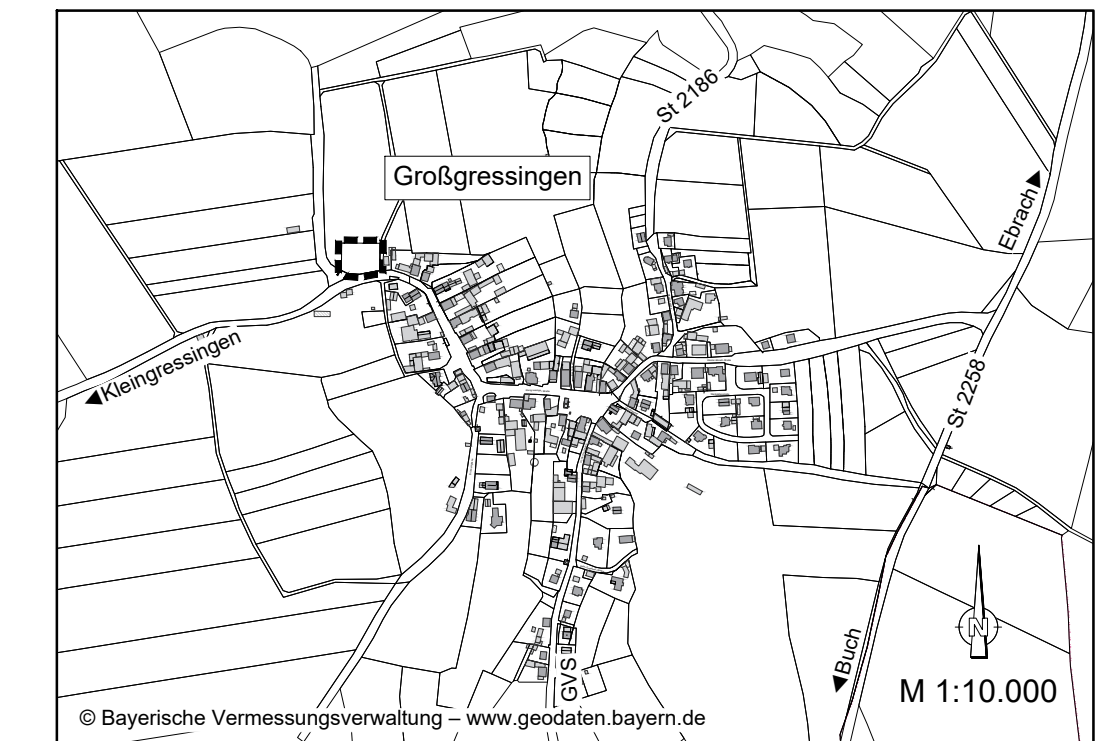 St 2186
Großgressingen
Ebrach
Kleingressingen
St 2258
N
Buch
GVS
M 1:10.000
© Bayerische Vermessungsverwaltung – www.geodaten.bayern.de